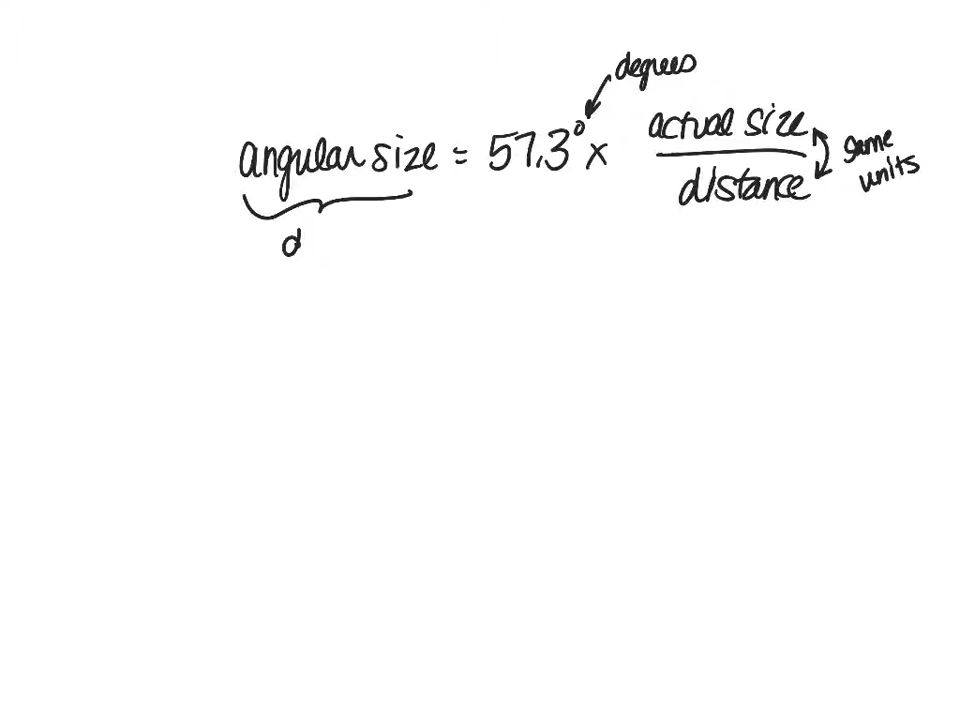 degrees
angular size = 57.3° x actual size
distance
same
units
d